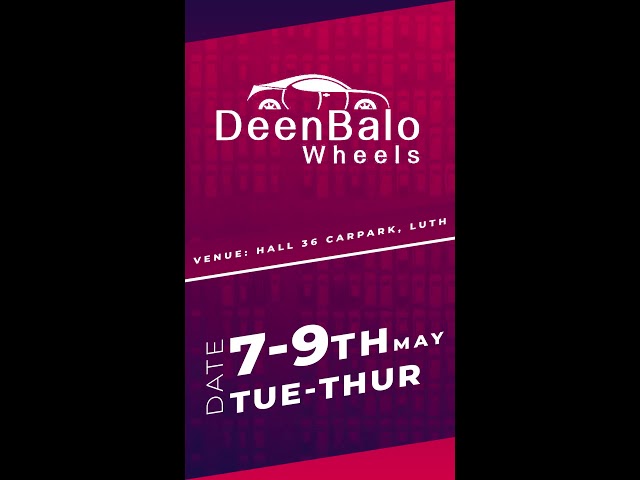 DeenBalo
Wheels
VENUE: HALL 36 CARPARK, LUTH
DATE
7-9TH MAY
TUE-THUR